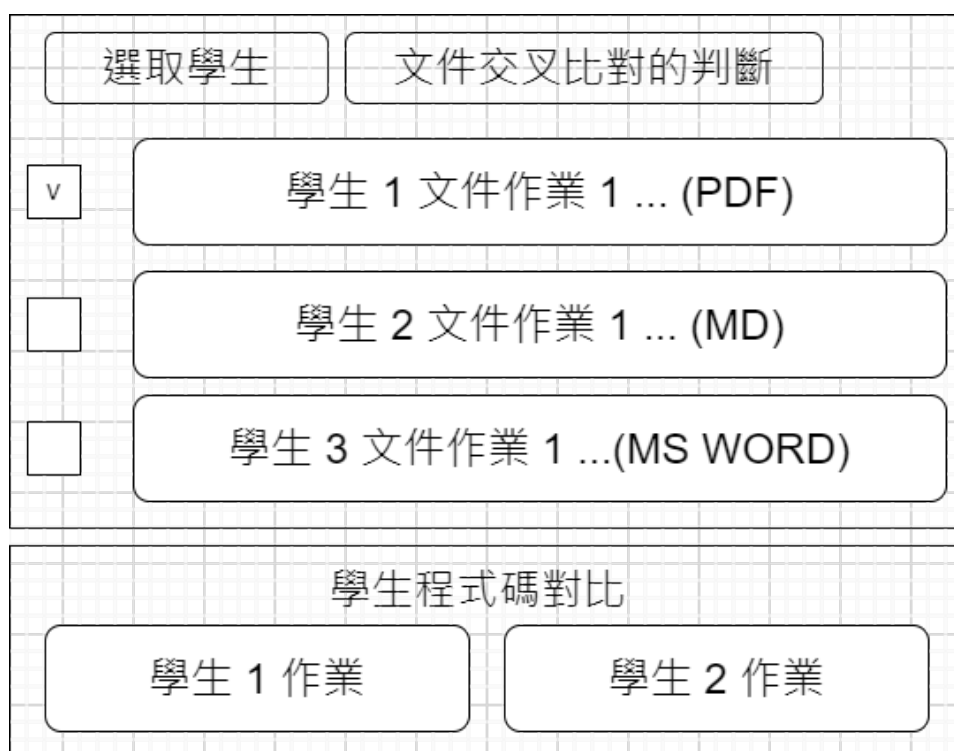 選取學生 文件交叉比對的判斷
v 學生 1 文件作業 1 ... (PDF)
學生 2 文件作業 1 ... (MD)
學生 3 文件作業 1 ...(MS WORD)
學生程式碼對比
學生 1 作業 學生 2 作業